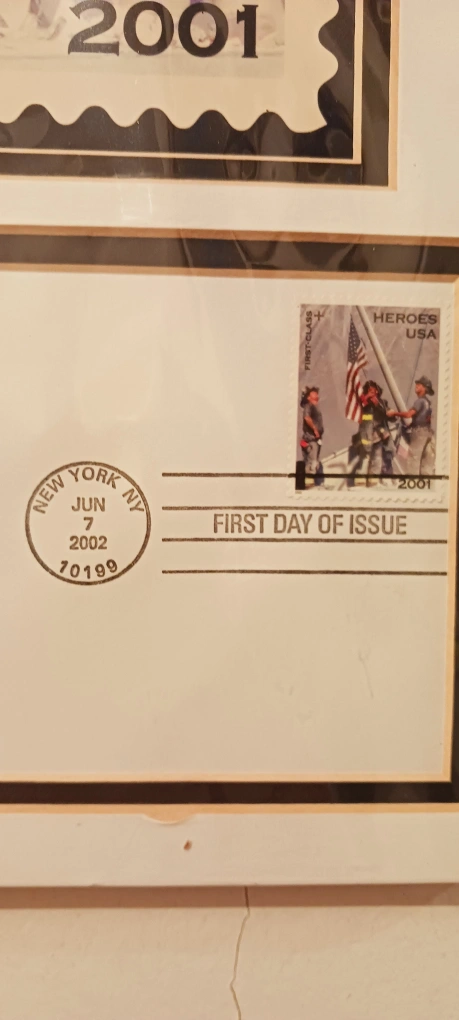 2001
FIRST-CLASS +
HEROES
USA
2001
NEW YORK NY
JUN
7
2002
10199
FIRST DAY OF ISSUE